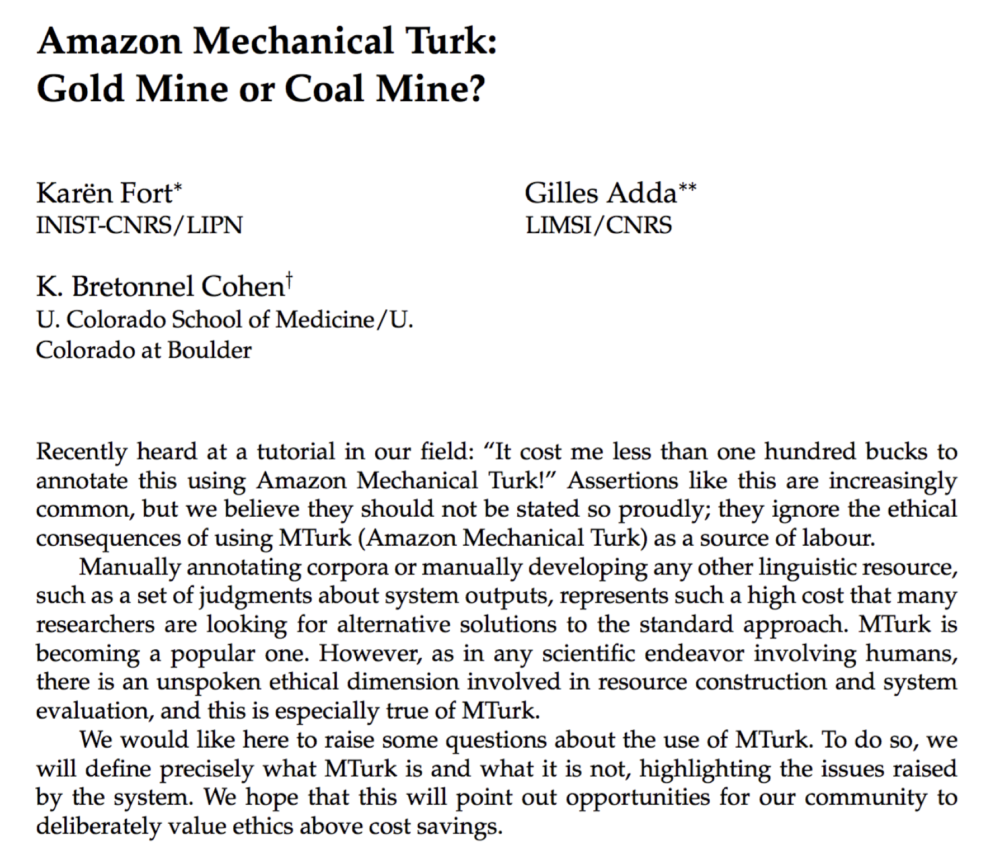 Amazon Mechanical Turk:
Gold Mine or Coal Mine?
Karën Fort*
INIST-CNRS/LIPN
Gilles Adda**
LIMSI/CNRS
K. Bretonnel Cohen†
U. Colorado School of Medicine/U.
Colorado at Boulder
Recently heard at a tutorial in our field: “It cost me less than one hundred bucks to
annotate this using Amazon Mechanical Turk!” Assertions like this are increasingly
common, but we believe they should not be stated so proudly; they ignore the ethical
consequences of using MTurk (Amazon Mechanical Turk) as a source of labour.
Manually annotating corpora or manually developing any other linguistic resource,
such as a set of judgments about system outputs, represents such a high cost that many
researchers are looking for alternative solutions to the standard approach. MTurk is
becoming a popular one. However, as in any scientific endeavor involving humans,
there is an unspoken ethical dimension involved in resource construction and system
evaluation, and this is especially true of MTurk.
We would like here to raise some questions about the use of MTurk. To do so, we
will define precisely what MTurk is and what it is not, highlighting the issues raised
by the system. We hope that this will point out opportunities for our community to
deliberately value ethics above cost savings.